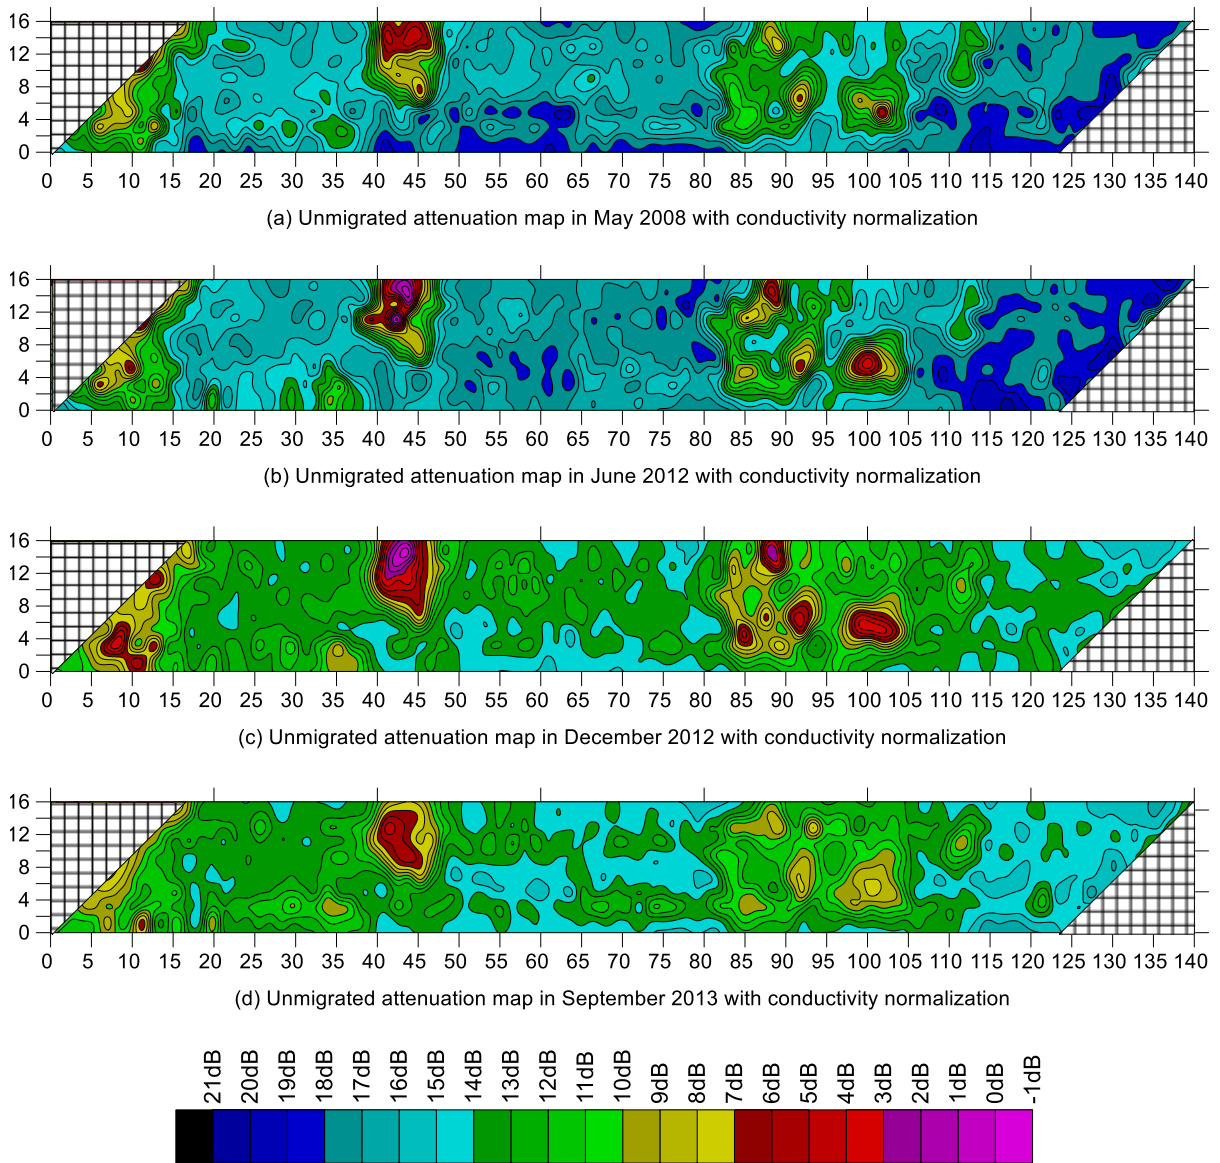 16
12
8
4
0
0 5 10 15 20 25 30 35 40 45 50 55 60 65 70 75 80 85 90 95 100 105 110 115 120 125 130 135 140
(a) Unmigrated attenuation map in May 2008 with conductivity normalization
16
12
8
4
0
0 5 10 15 20 25 30 35 40 45 50 55 60 65 70 75 80 85 90 95 100 105 110 115 120 125 130 135 140
(b) Unmigrated attenuation map in June 2012 with conductivity normalization
16
12
8
4
0
0 5 10 15 20 25 30 35 40 45 50 55 60 65 70 75 80 85 90 95 100 105 110 115 120 125 130 135 140
(c) Unmigrated attenuation map in December 2012 with conductivity normalization
16
12
8
4
0
0 5 10 15 20 25 30 35 40 45 50 55 60 65 70 75 80 85 90 95 100 105 110 115 120 125 130 135 140
(d) Unmigrated attenuation map in September 2013 with conductivity normalization
21dB 20dB 19dB 18dB 17dB 16dB 15dB 14dB 13dB 12dB 11dB 10dB 9dB 8dB 7dB 6dB 5dB 4dB 3dB 2dB 1dB 0dB -1dB